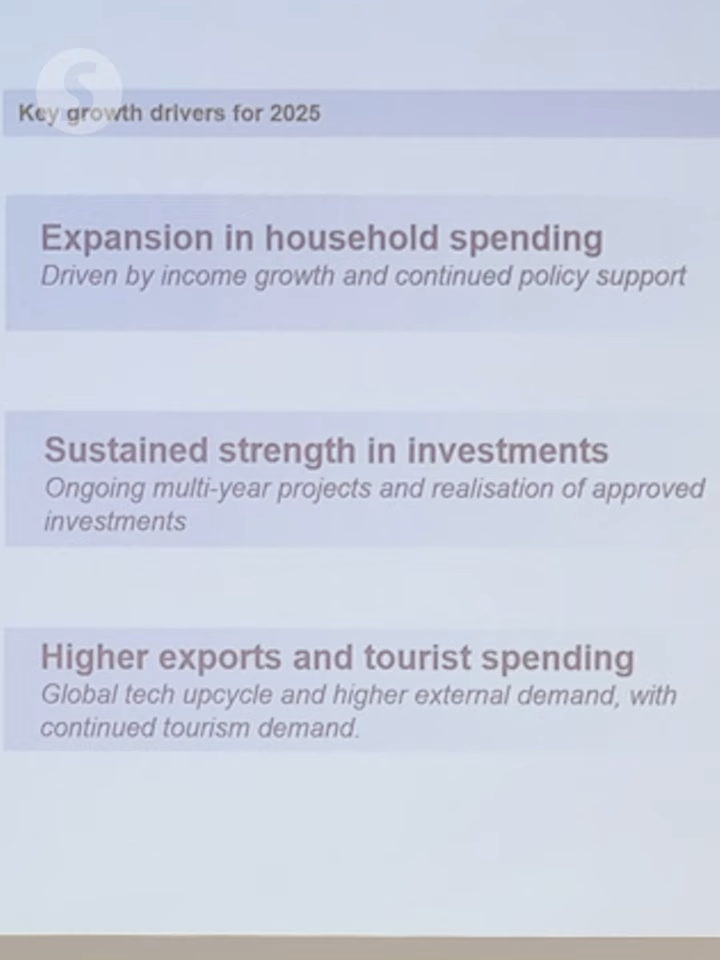 S
Key growth drivers for 2025
Expansion in household spending
Driven by income growth and continued policy support
Sustained strength in investments
Ongoing multi-year projects and realisation of approved
investments
Higher exports and tourist spending
Global tech upcycle and higher external demand, with
continued tourism demand.